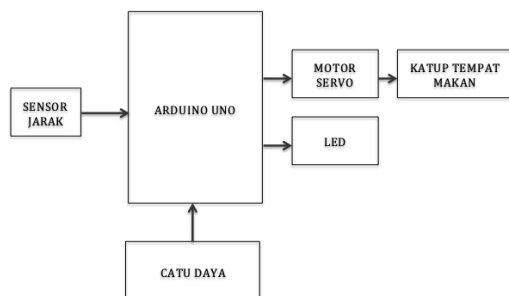 SENSOR
JARAK
ARDUINO UNO
MOTOR
SERVO
KATUP TEMPAT
MAKAN
LED
CATU DAYA